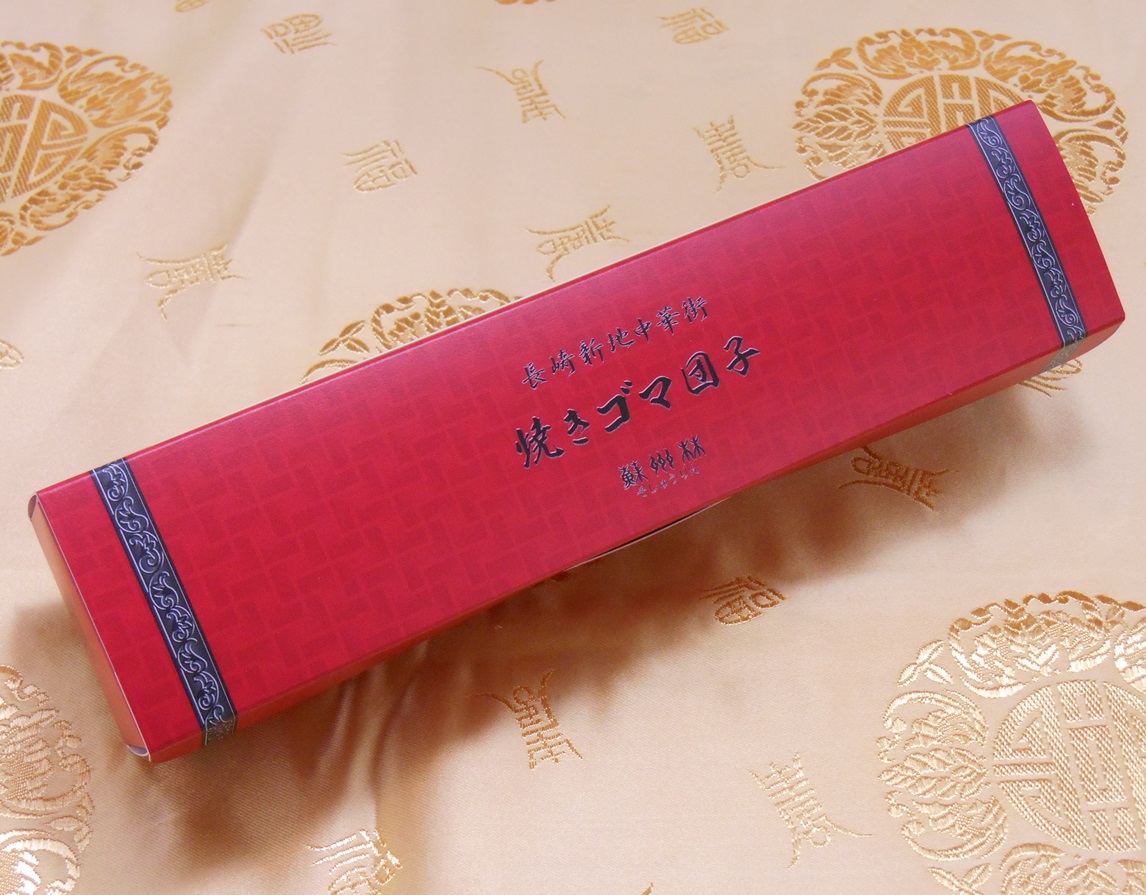 長崎新地中華街
焼きゴマ団子
蘇州林